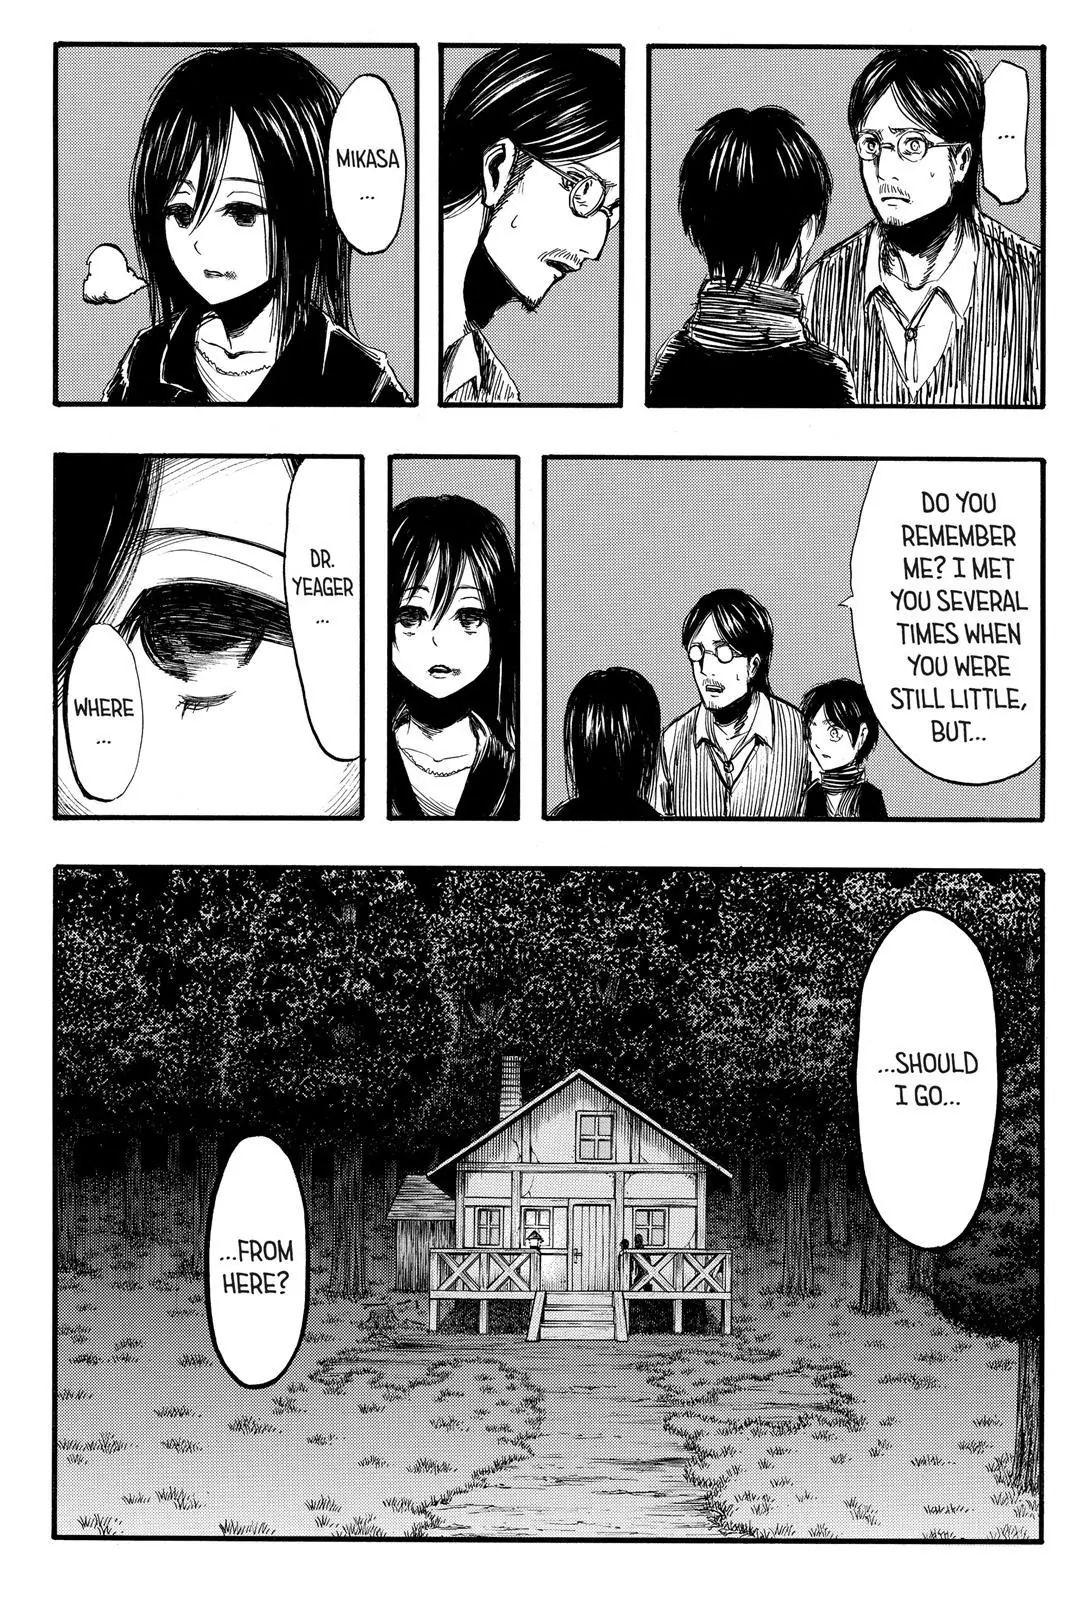 ...
MIKASA
...
DO YOU
REMEMBER
ME? I MET
YOU SEVERAL
TIMES WHEN
YOU WERE
STILL LITTLE,
BUT...
DR.
YEAGER
...
WHERE
...
...SHOULD
I GO...
...FROM
HERE?